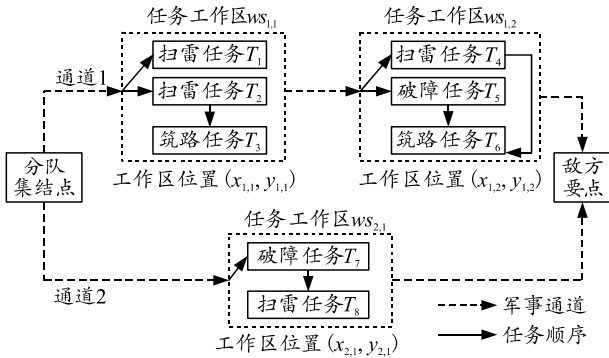 任务工作区ws1,1
任务工作区ws1,2
通道1
扫雷任务T1
扫雷任务T2
筑路任务T3
扫雷任务T4
破障任务T5
筑路任务T6
工作区位置(x1,1, y1,1)
工作区位置(x1,2, y1,2)
分队
集结点
敌方
要点
任务工作区ws2,1
破障任务T7
扫雷任务T8
通道2
工作区位置(x2,1, y2,1)
军事通道
任务顺序